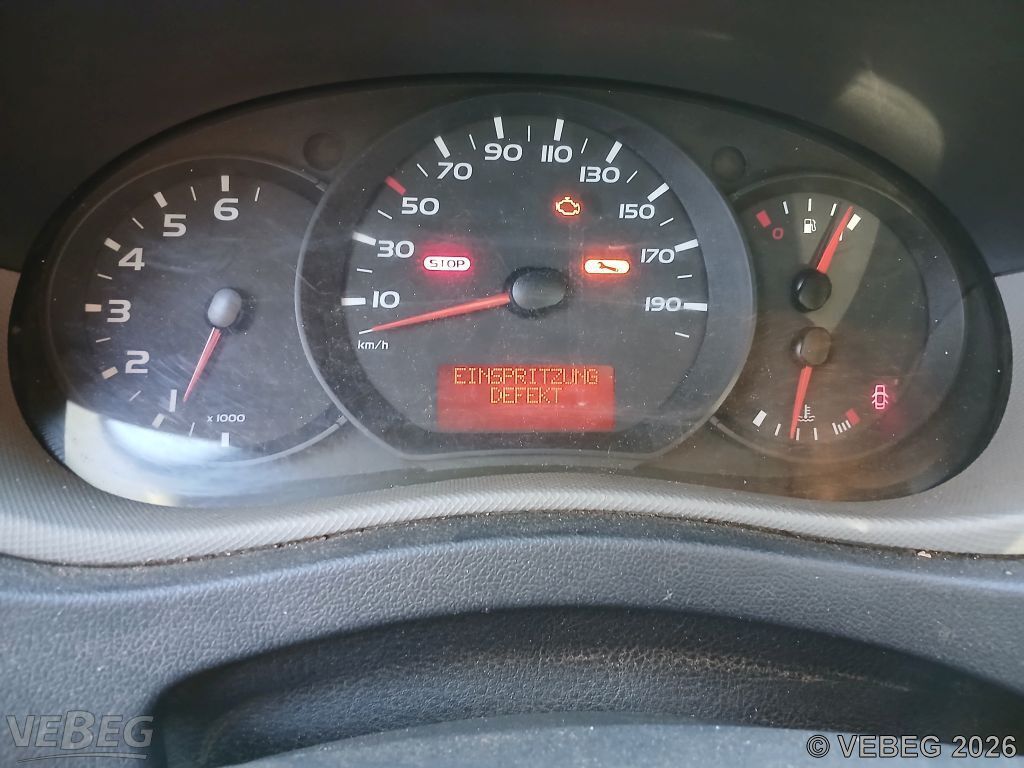 1
2
3
4
5
6
x 1000
10
30
50
70
90
110
130
150
170
190
km/h
STOP
EINSPRITZUNG
DEFEKT
0
VEBEG
© VEBEG 2026